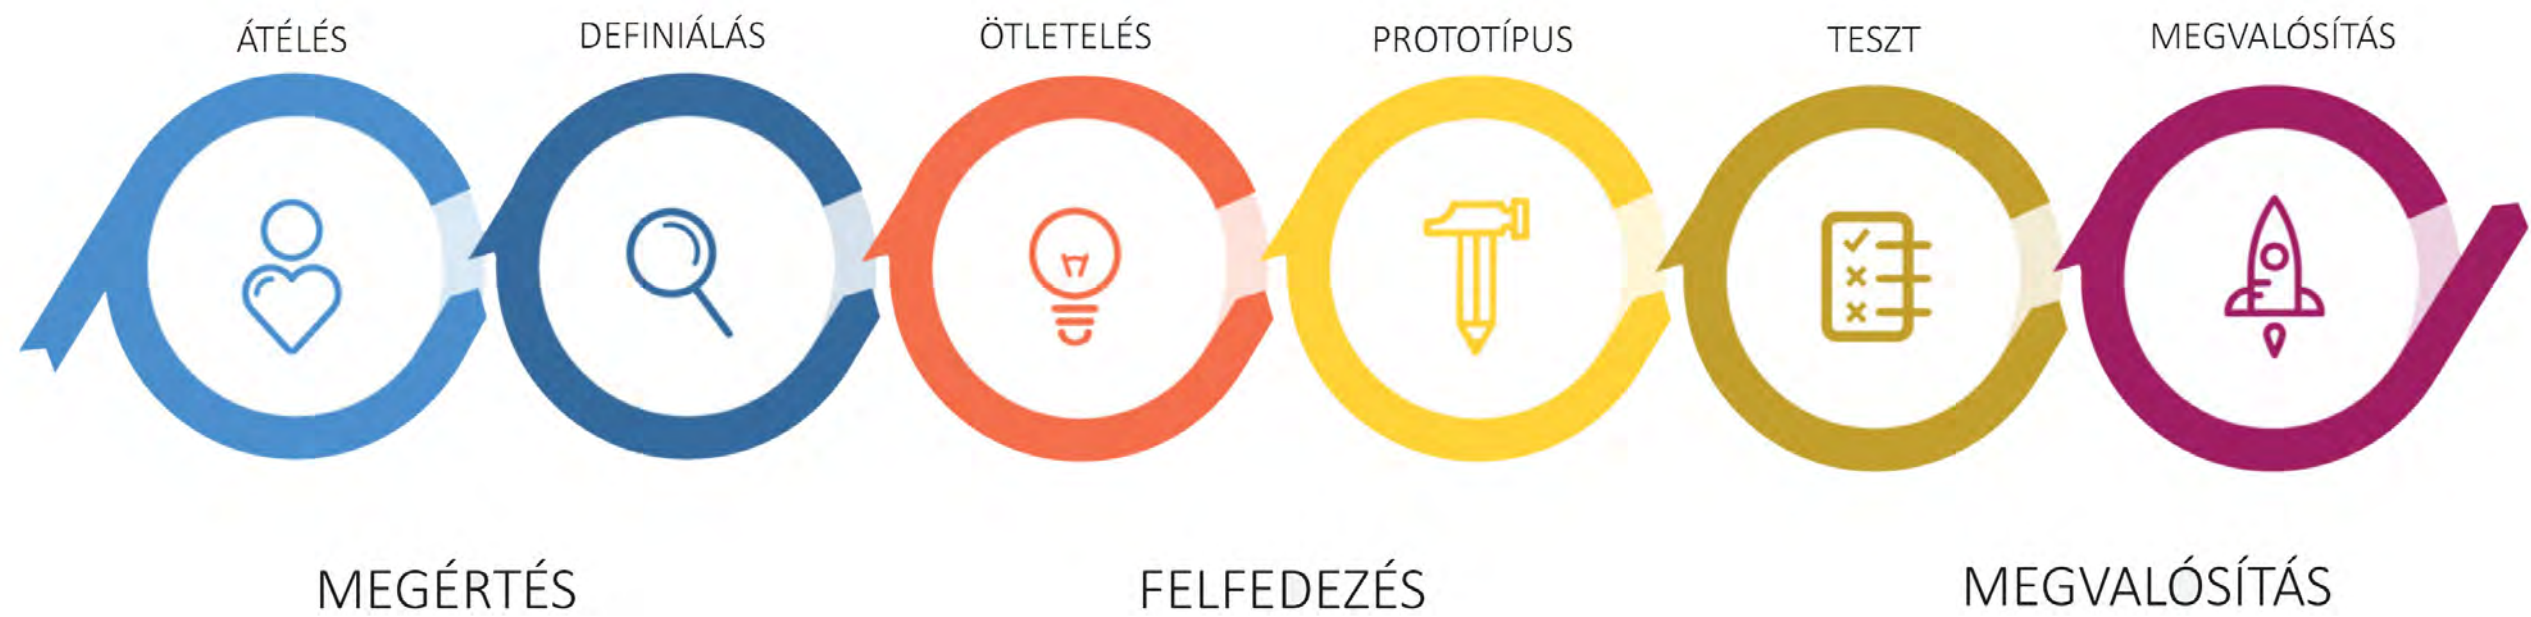 ÁTÉLÉS
DEFINIÁLÁS
ÖTLETELÉS
PROTOTÍPUS
TESZT
MEGVALÓSÍTÁS
MEGÉRTÉS
FELFEDEZÉS
MEGVALÓSÍTÁS